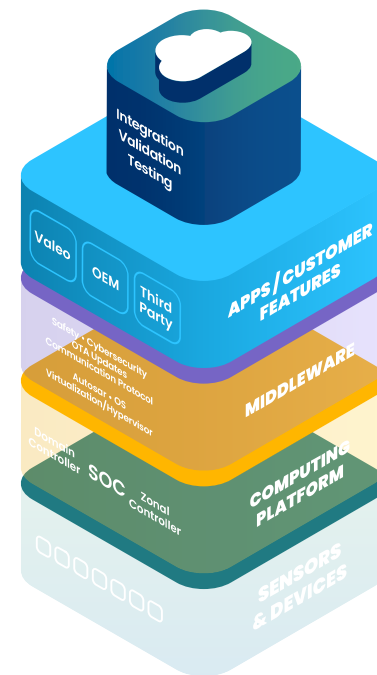 Integration
Validation
Testing
Valeo
OEM
Third
Party
APPS / CUSTOMER
FEATURES
Safety • Cybersecurity
OTA Updates
Communication Protocol
Autosar • OS
Virtualization/Hypervisor
MIDDLEWARE
Domain
Controller
SOC
Zonal
Controller
COMPUTING
PLATFORM
SENSORS
& DEVICES